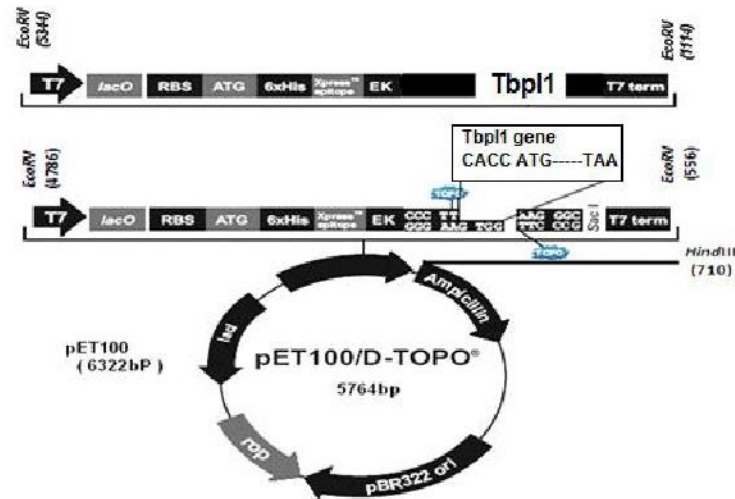 EcoRV (5344)
EcoRV (1114)
T7 lacO RBS ATG 6xHis Xpress™ epitope EK Tbpl1 T7 term
Tbpl1 gene
CACC ATG-----TAA
EcoRV (4786)
EcoRV (556)
TOPO
T7 lacO RBS ATG 6xHis Xpress™ epitope EK CCC TT AAG GGC Sac I T7 term
GGG AAG TGG TTC CCG
TOPO
HindIII
(710)
Ampicillin
lacI
pET100
(6322bP)
pET100/D-TOPO®
5764bp
rop
pBR322 ori